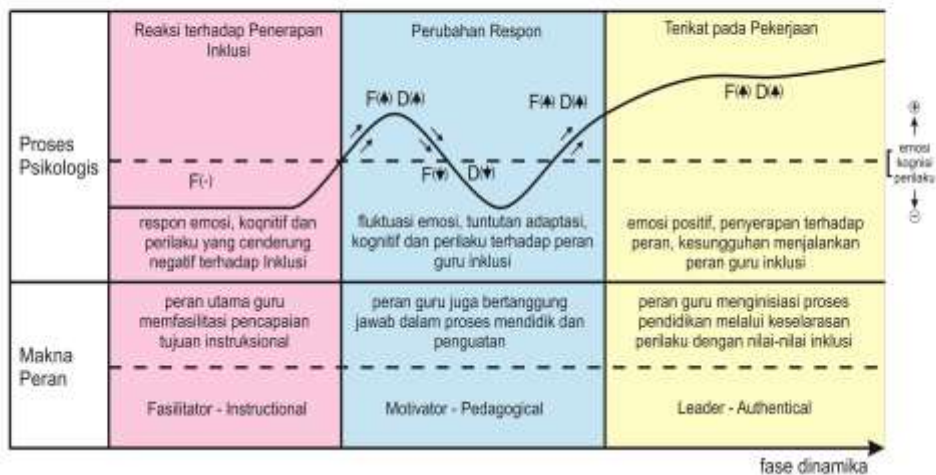 Reaksi terhadap Penerapan
Inklusi
Perubahan Respon
Terikat pada Pekerjaan
Proses
Psikologis
F(-)
F(♠) D(♠)
F(♥) D(♥)
F(♠) D(♠)
F(♠) D(♠)
⊕
emosi
kognisi
perilaku
⊖
respon emosi, kognitif dan
perilaku yang cenderung
negatif terhadap Inklusi
fluktuasi emosi, tuntutan adaptasi,
kognitif dan perilaku terhadap peran
guru inklusi
emosi positif, penyerapan terhadap
peran, kesungguhan menjalankan
peran guru inklusi
Makna
Peran
peran utama guru
memfasilitasi pencapaian
tujuan instruksional
peran guru juga bertanggung
jawab dalam proses mendidik dan
penguatan
peran guru menginisiasi proses
pendidikan melalui keselarasan
perilaku dengan nilai-nilai inklusi
Fasilitator - Instructional
Motivator - Pedagogical
Leader - Authentical
fase dinamika